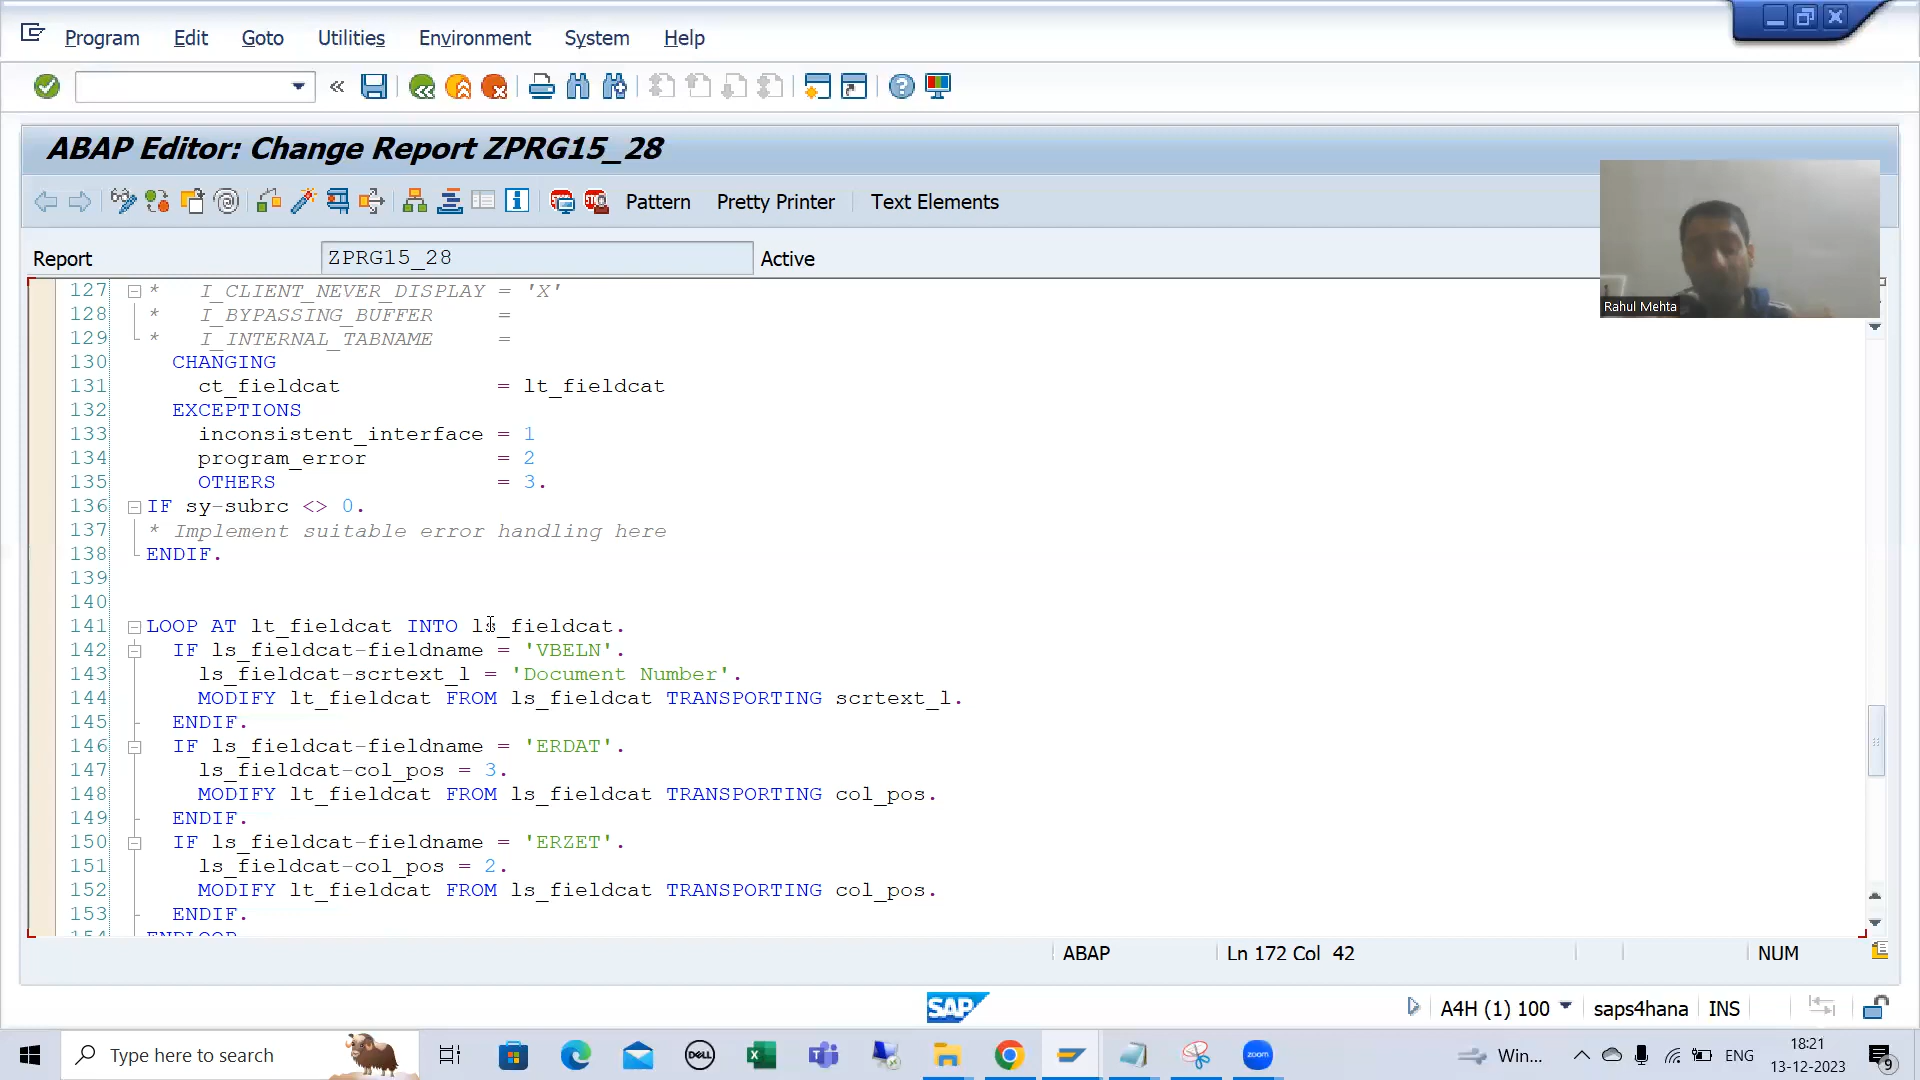 Program Edit Goto Utilities Environment System Help
ABAP Editor: Change Report ZPRG15_28
Pattern Pretty Printer Text Elements
Report ZPRG15_28 Active
Rahul Mehta
127 * I_CLIENT_NEVER_DISPLAY = 'X'
128 * I_BYPASSING_BUFFER =
129 * I_INTERNAL_TABNAME =
130 CHANGING
131 ct_fieldcat = lt_fieldcat
132 EXCEPTIONS
133 inconsistent_interface = 1
134 program_error = 2
135 OTHERS = 3.
136 IF sy-subrc <> 0.
137 * Implement suitable error handling here
138 ENDIF.
139
140
141 LOOP AT lt_fieldcat INTO ls_fieldcat.
142 IF ls_fieldcat-fieldname = 'VBELN'.
143 ls_fieldcat-scrtext_l = 'Document Number'.
144 MODIFY lt_fieldcat FROM ls_fieldcat TRANSPORTING scrtext_l.
145 ENDIF.
146 IF ls_fieldcat-fieldname = 'ERDAT'.
147 ls_fieldcat-col_pos = 3.
148 MODIFY lt_fieldcat FROM ls_fieldcat TRANSPORTING col_pos.
149 ENDIF.
150 IF ls_fieldcat-fieldname = 'ERZET'.
151 ls_fieldcat-col_pos = 2.
152 MODIFY lt_fieldcat FROM ls_fieldcat TRANSPORTING col_pos.
153 ENDIF.
154 ENDLOOP
ABAP Ln 172 Col 42 NUM
SAP A4H (1) 100 saps4hana INS
Type here to search DELL zoom Win... ENG 18:21
13-12-2023 9